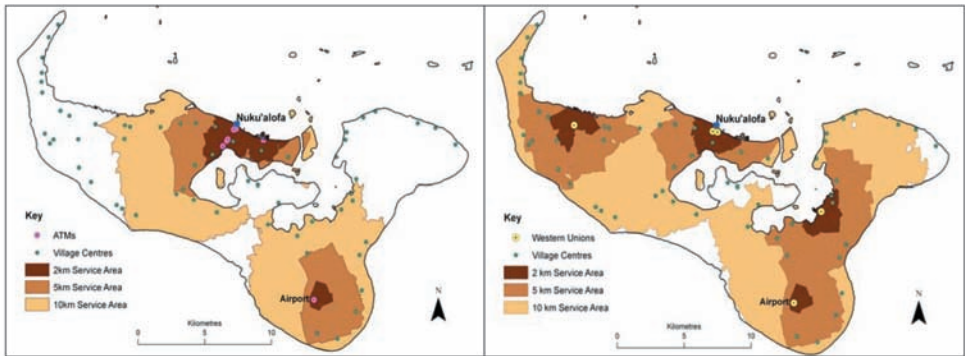 Nuku'alofa
Key
ATMs
Village Centres
2km Service Area
5km Service Area
10km Service Area
Airport
N
Kilometres
0 5 10
Nuku'alofa
Key
Western Unions
Village Centres
2 km Service Area
5 km Service Area
10 km Service Area
Airport
N
Kilometres
0 5 10